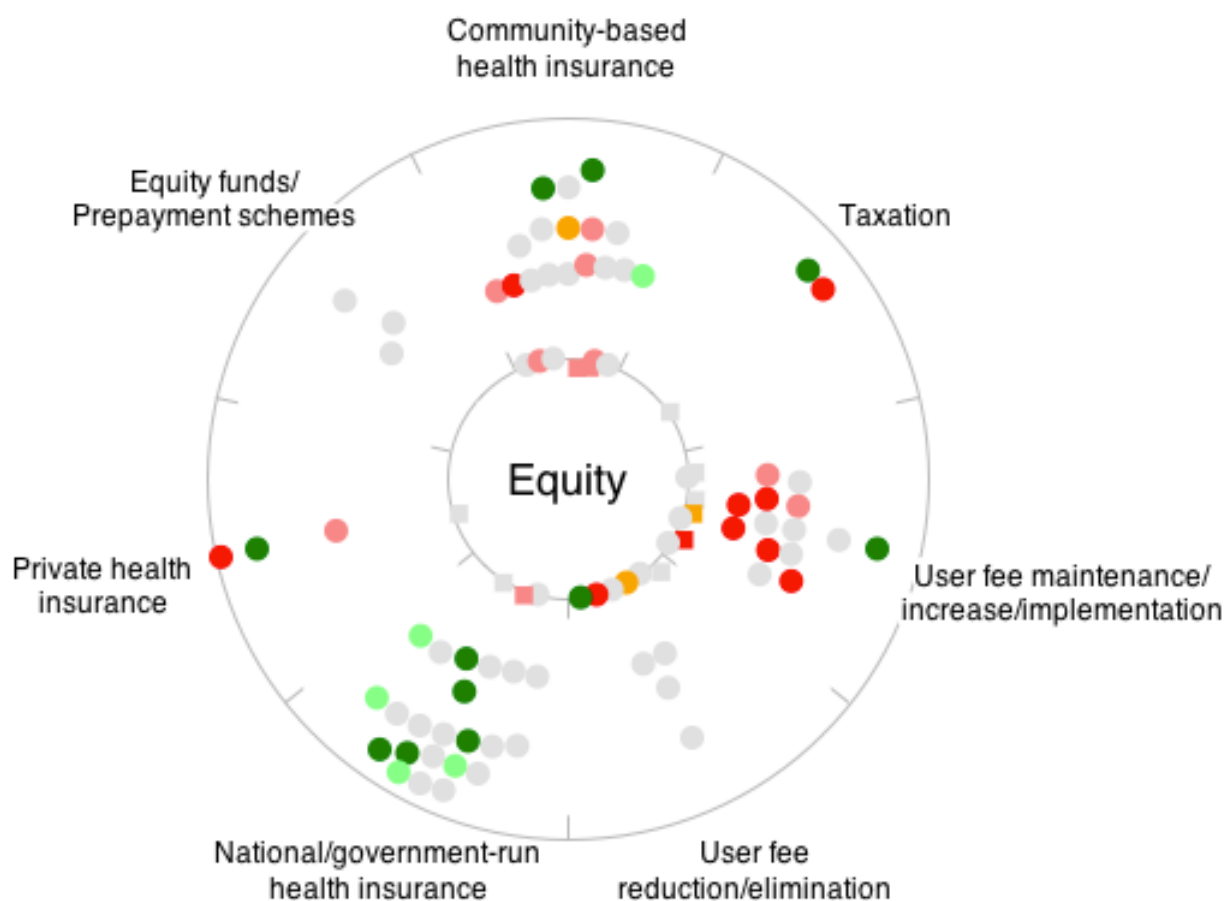 Community-based
health insurance
Equity funds/
Prepayment schemes
Taxation
Equity
Private health
insurance
User fee maintenance/
increase/implementation
National/government-run
health insurance
User fee
reduction/elimination